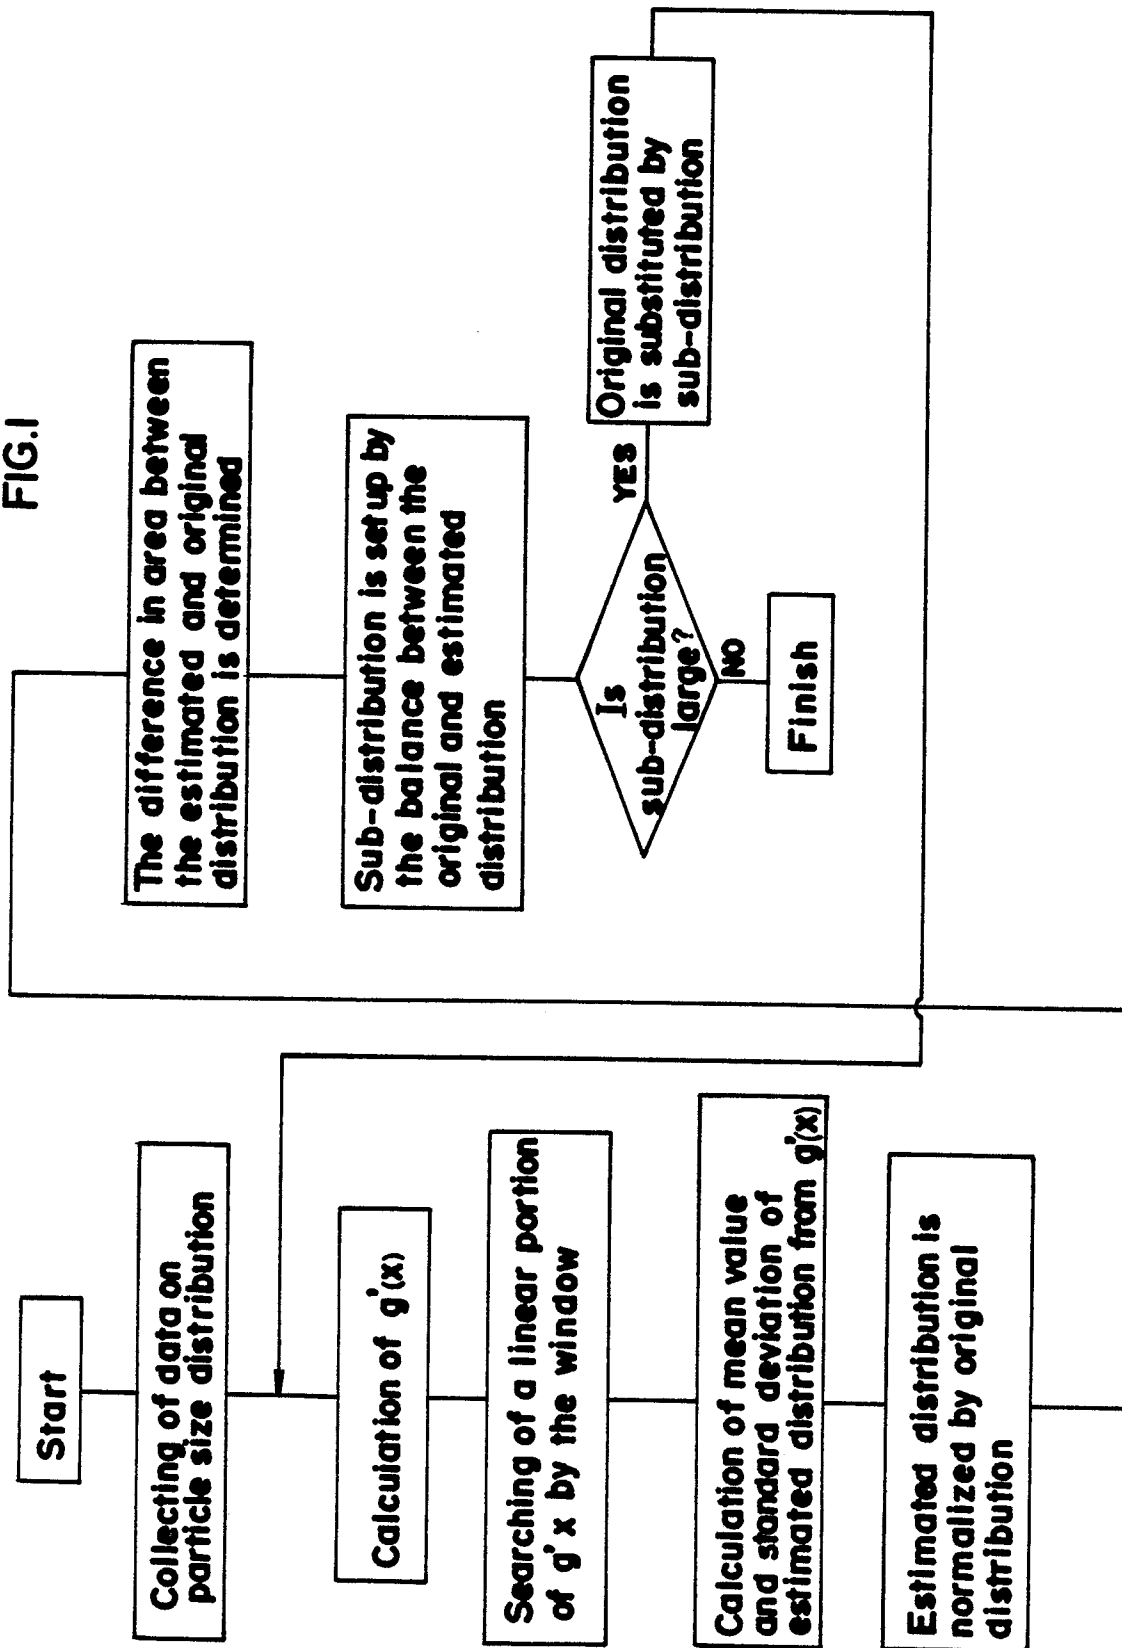 FIG.1
Start
Collecting of data on
particle size distribution
Calculation of g'(x)
Searching of a linear portion
of g'x by the window
Calculation of mean value
and standard deviation of
estimated distribution from g'(x)
Estimated distribution is
normalized by original
distribution
The difference in area between
the estimated and original
distribution is determined
Sub-distribution is set up by
the balance between the
original and estimated
distribution
Is
sub-distribution
large?
YES
NO
Original distribution
is substituted by
sub-distribution
Finish